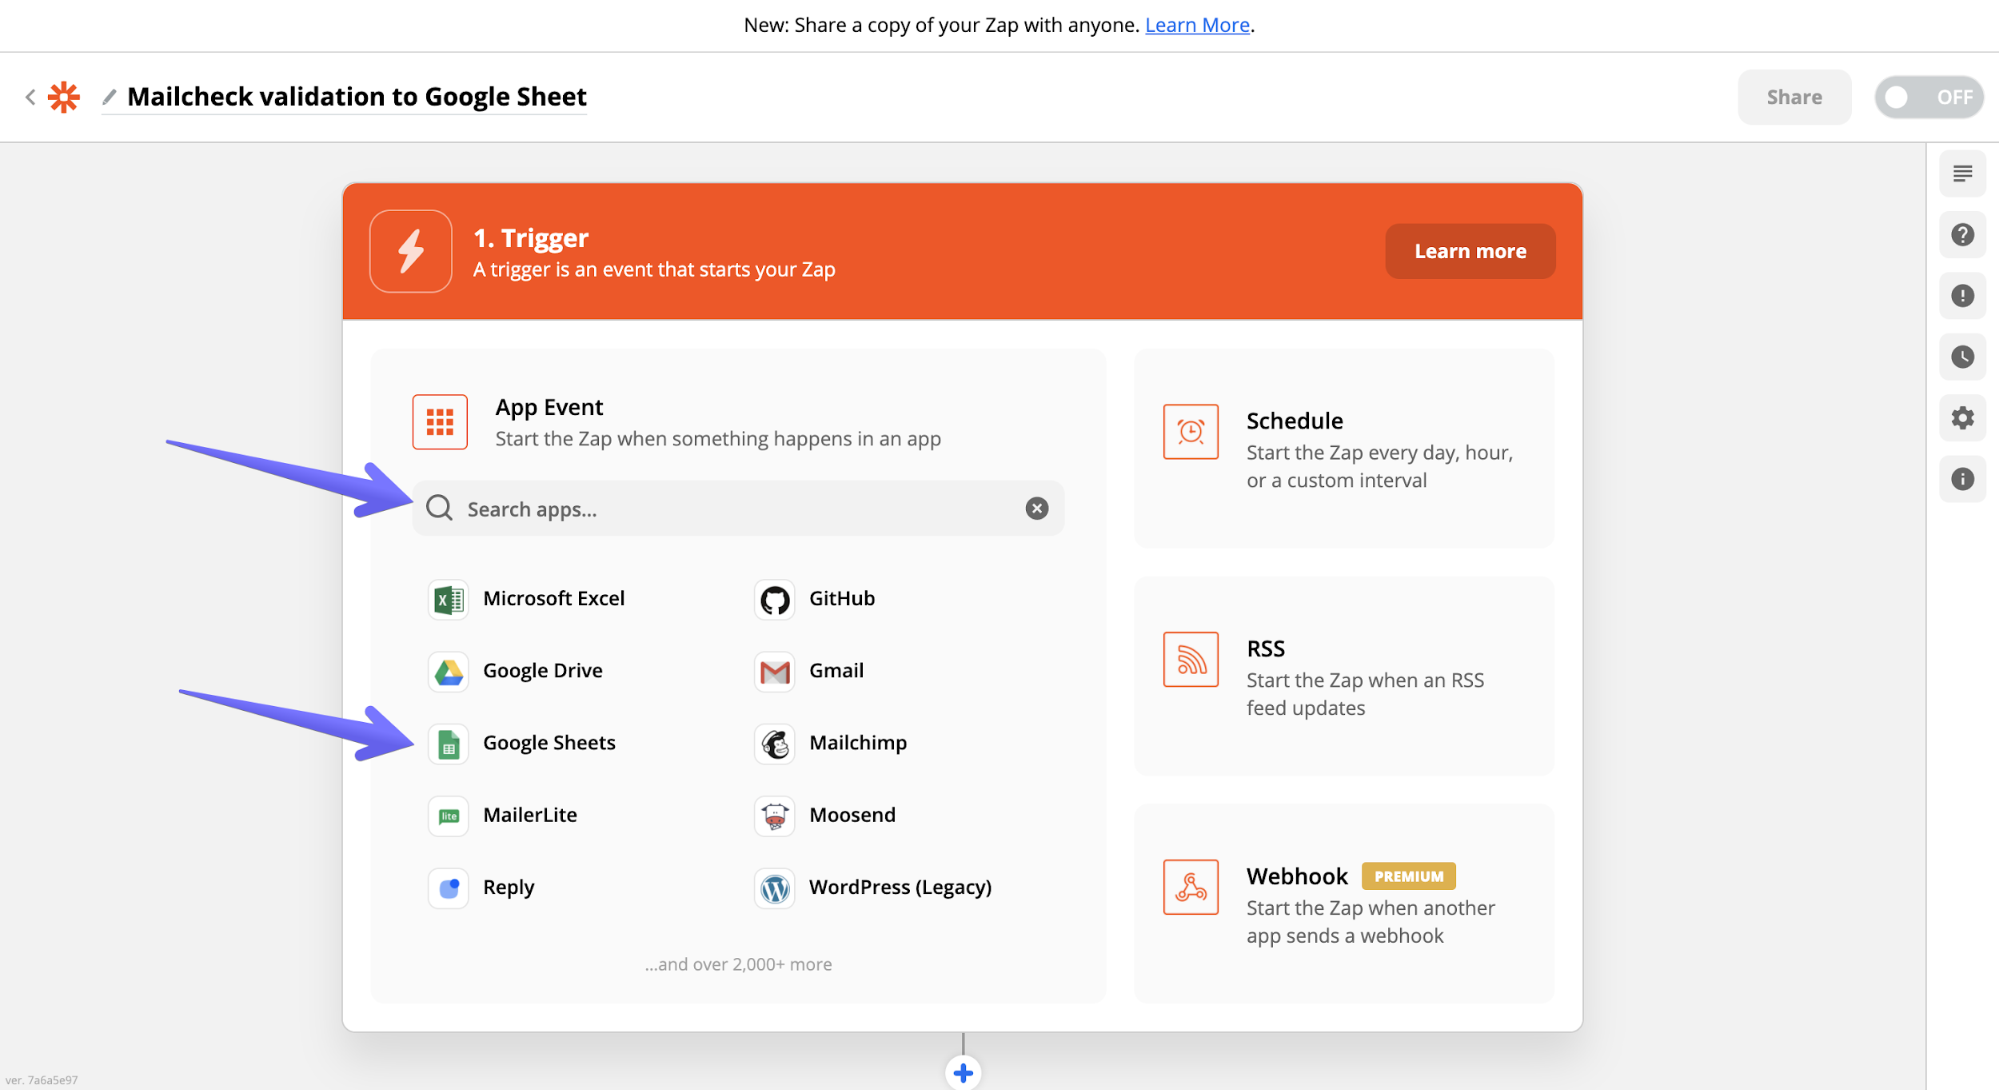 New: Share a copy of your Zap with anyone. Learn More.
Mailcheck validation to Google Sheet
Share
OFF
1. Trigger
A trigger is an event that starts your Zap
Learn more
App Event
Start the Zap when something happens in an app
Search apps...
Microsoft Excel
GitHub
Google Drive
Gmail
Google Sheets
Mailchimp
lite
MailerLite
Moosend
Reply
WordPress (Legacy)
...and over 2,000+ more
Schedule
Start the Zap every day, hour,
or a custom interval
RSS
Start the Zap when an RSS
feed updates
Webhook PREMIUM
Start the Zap when another
app sends a webhook
ver. 7a6a5e97